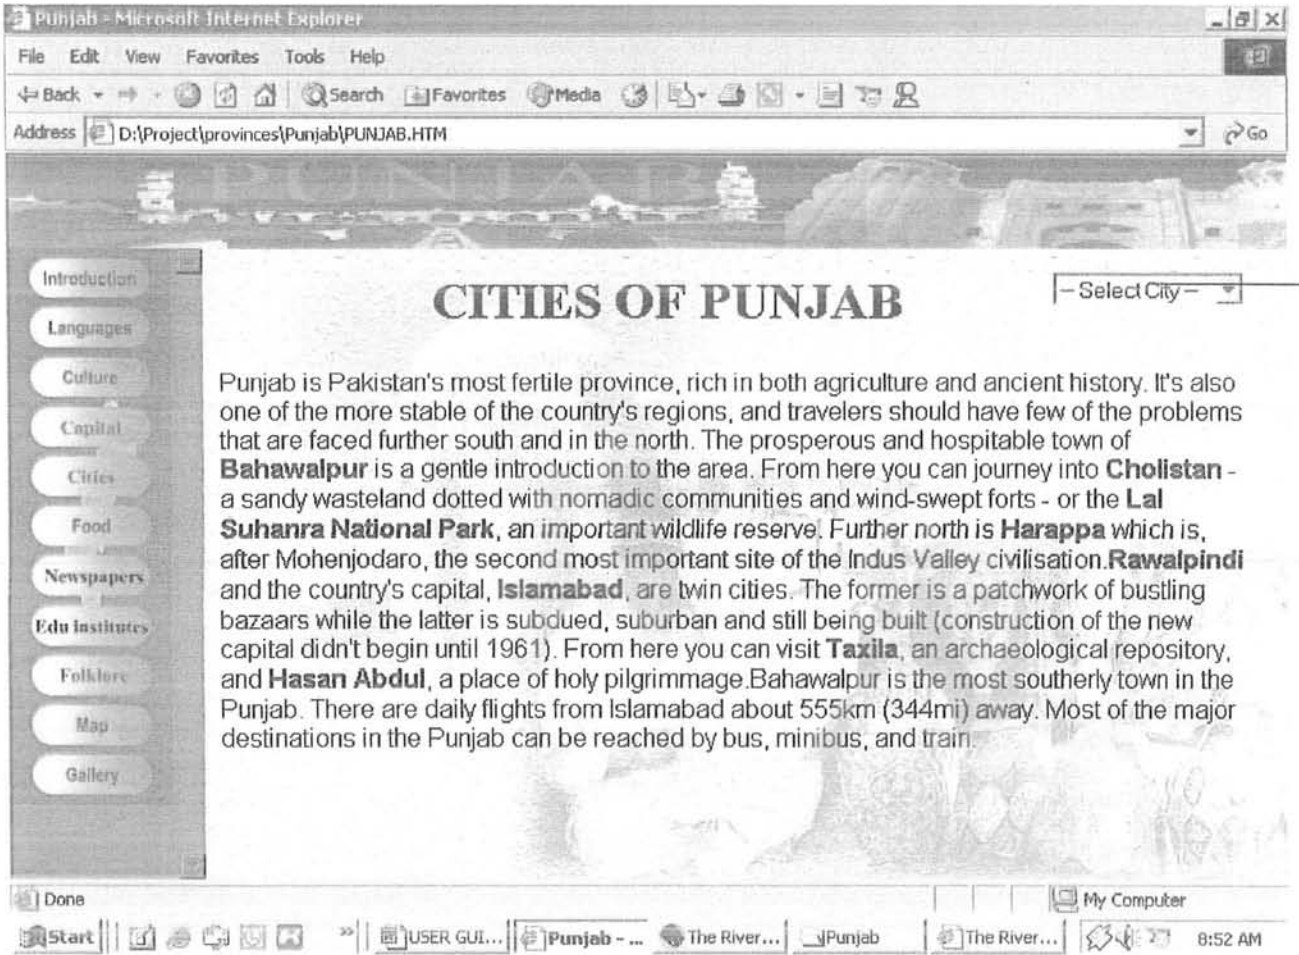 Punjab - Microsoft Internet Explorer
File Edit View Favorites Tools Help
Back Search Favorites Media
Address D:\Project\provinces\Punjab\PUNJAB.HTM Go
PUNJAB
Introduction
Languages
Culture
Capital
Cities
Food
Newspapers
Edu institutes
Folklore
Map
Gallery
CITIES OF PUNJAB
-- Select City --
Punjab is Pakistan's most fertile province, rich in both agriculture and ancient history. It's also
one of the more stable of the country's regions, and travelers should have few of the problems
that are faced further south and in the north. The prosperous and hospitable town of
Bahawalpur is a gentle introduction to the area. From here you can journey into Cholistan -
a sandy wasteland dotted with nomadic communities and wind-swept forts - or the Lal
Suhanra National Park, an important wildlife reserve. Further north is Harappa which is,
after Mohenjodaro, the second most important site of the Indus Valley civilisation.Rawalpindi
and the country's capital, Islamabad, are twin cities. The former is a patchwork of bustling
bazaars while the latter is subdued, suburban and still being built (construction of the new
capital didn't begin until 1961). From here you can visit Taxila, an archaeological repository,
and Hasan Abdul, a place of holy pilgrimmage.Bahawalpur is the most southerly town in the
Punjab. There are daily flights from Islamabad about 555km (344mi) away. Most of the major
destinations in the Punjab can be reached by bus, minibus, and train.
Done My Computer
Start » USER GUI... Punjab - ... The River... Punjab The River... 8:52 AM